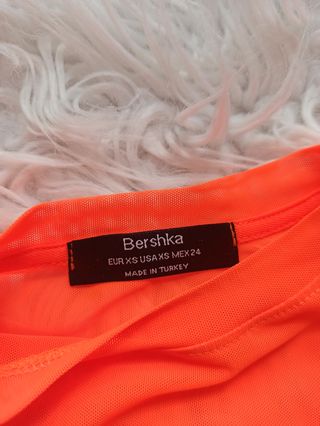 Bershka
EUR XS USA XS MEX 24
MADE IN TURKEY